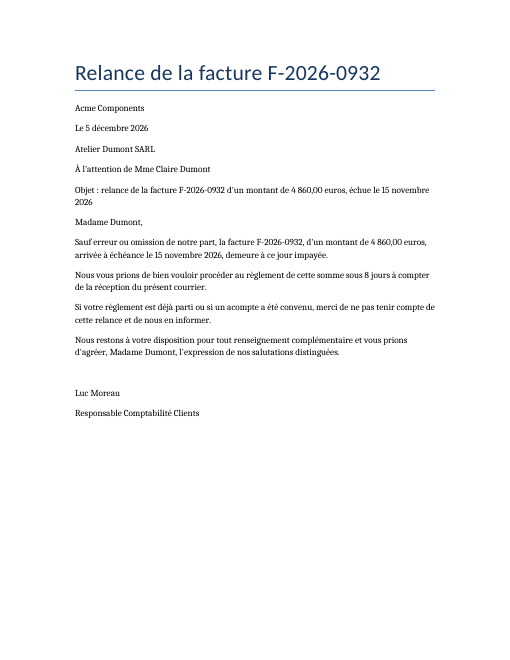 Relance de la facture F-2026-0932
Acme Components
Le 5 décembre 2026
Atelier Dumont SARL
À l'attention de Mme Claire Dumont
Objet : relance de la facture F-2026-0932 d'un montant de 4 860,00 euros, échue le 15 novembre
2026
Madame Dumont,
Sauf erreur ou omission de notre part, la facture F-2026-0932, d'un montant de 4 860,00 euros,
arrivée à échéance le 15 novembre 2026, demeure à ce jour impayée.
Nous vous prions de bien vouloir procéder au règlement de cette somme sous 8 jours à compter
de la réception du présent courrier.
Si votre règlement est déjà parti ou si un acompte a été convenu, merci de ne pas tenir compte de
cette relance et de nous en informer.
Nous restons à votre disposition pour tout renseignement complémentaire et vous prions
d'agréer, Madame Dumont, l'expression de nos salutations distinguées.
Luc Moreau
Responsable Comptabilité Clients